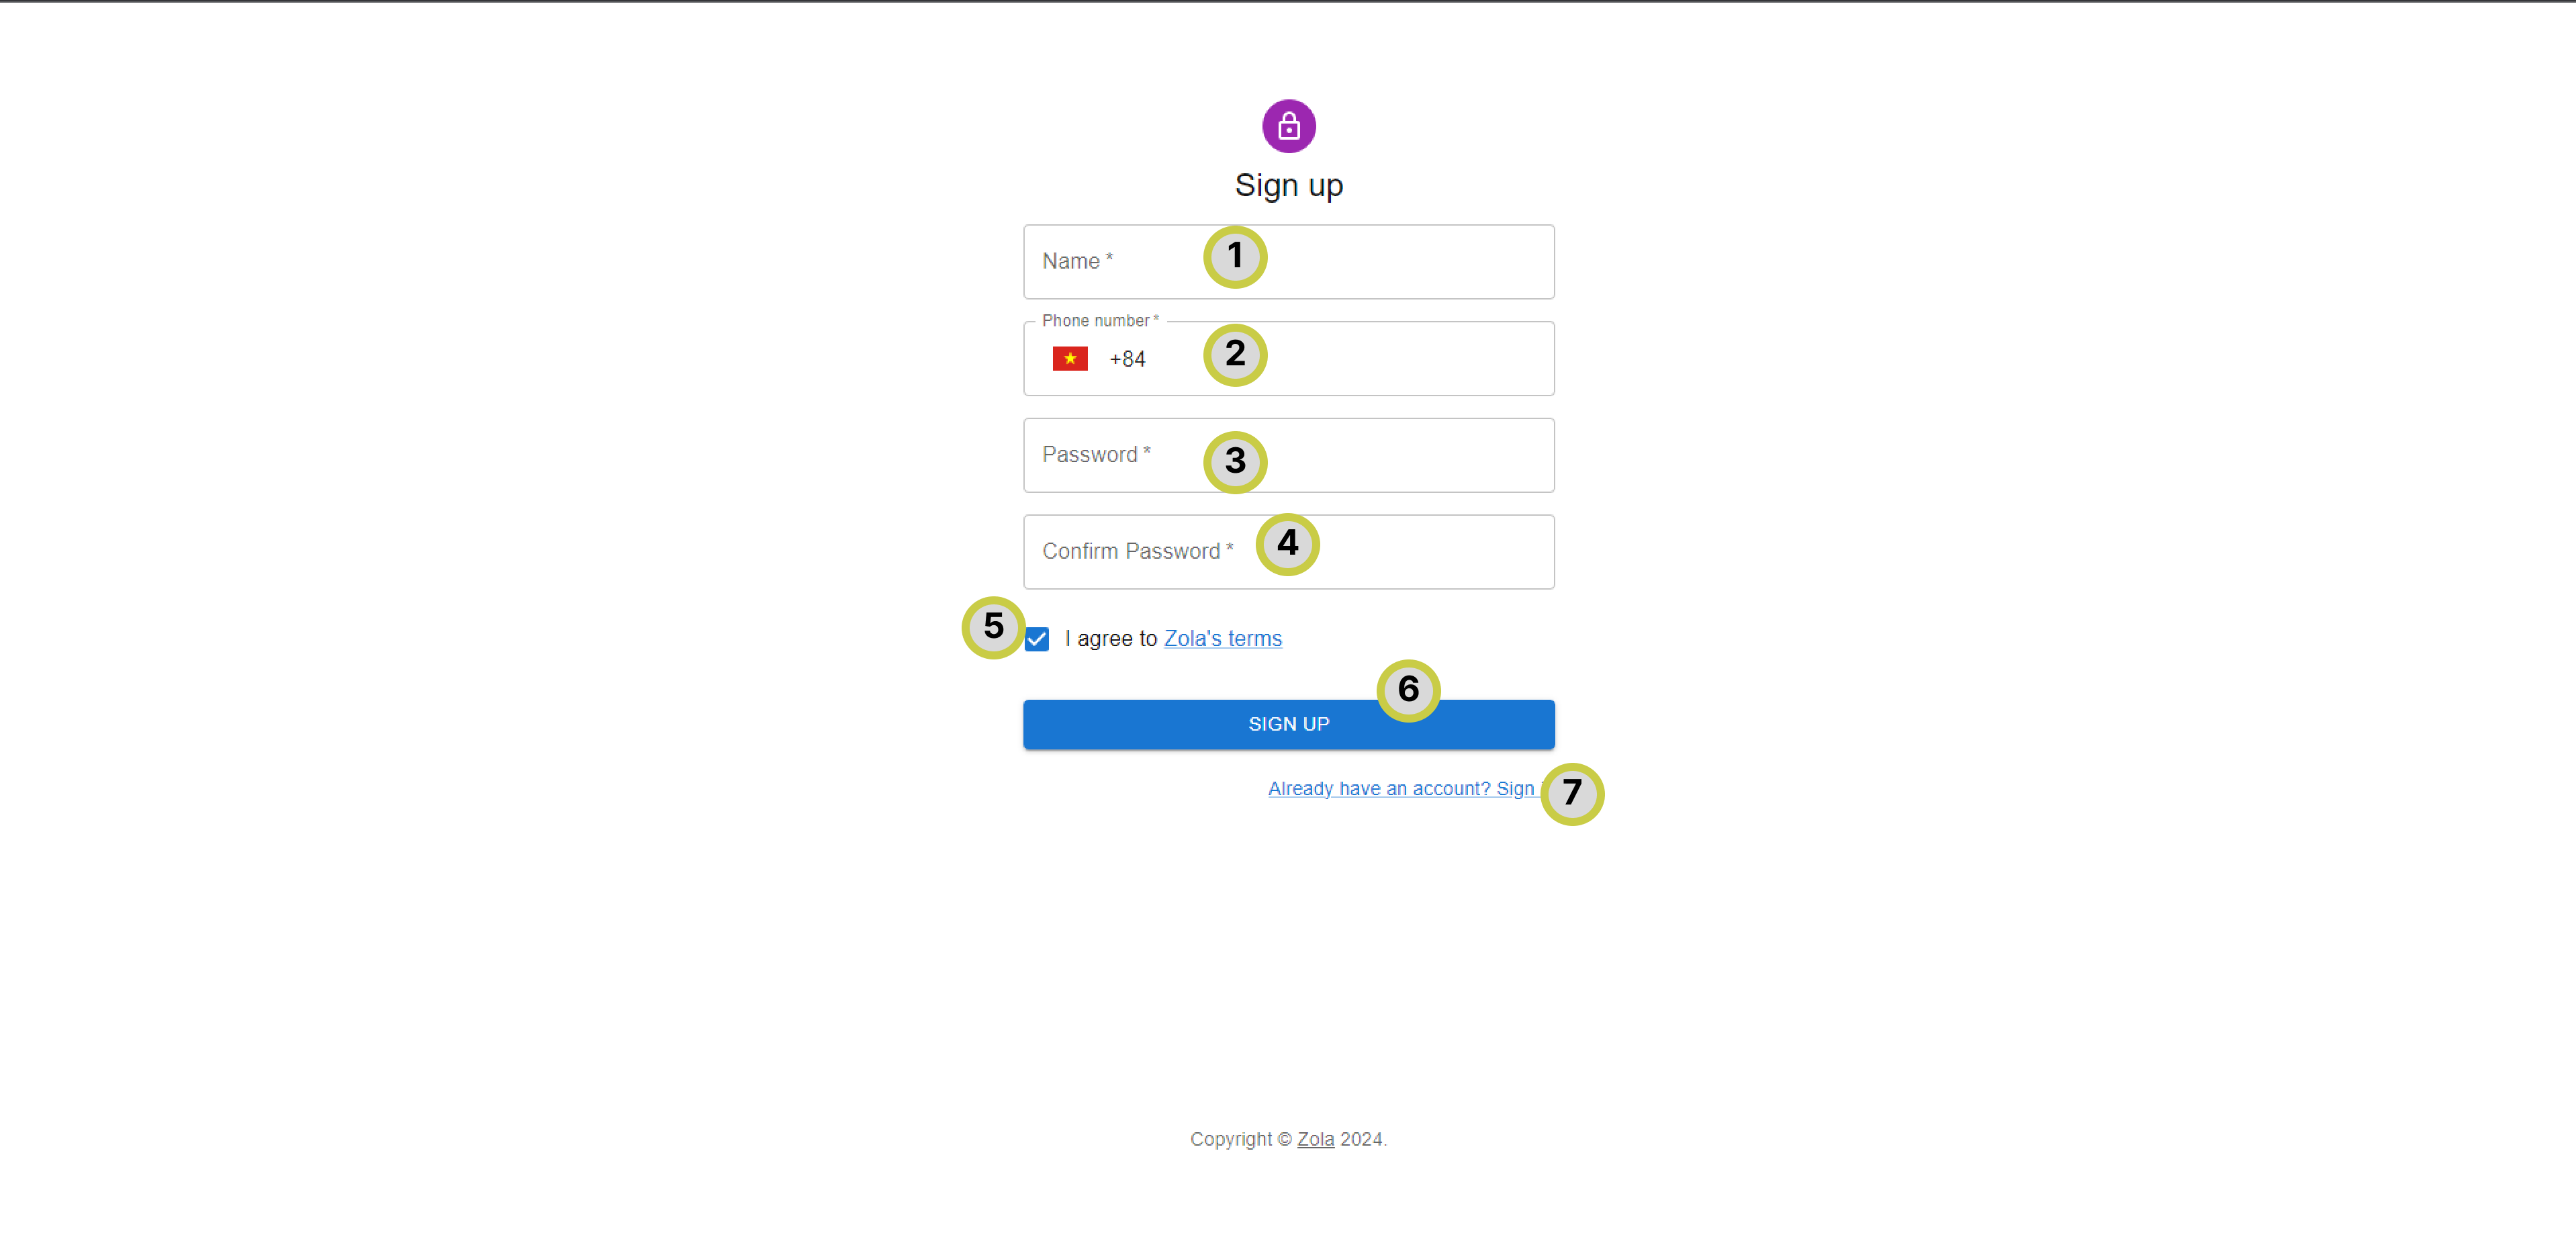 Sign up
Name *
1
Phone number *
+84
2
Password *
3
Confirm Password *
4
5
I agree to Zola's terms
6
SIGN UP
Already have an account? Sign
7
Copyright © Zola 2024.